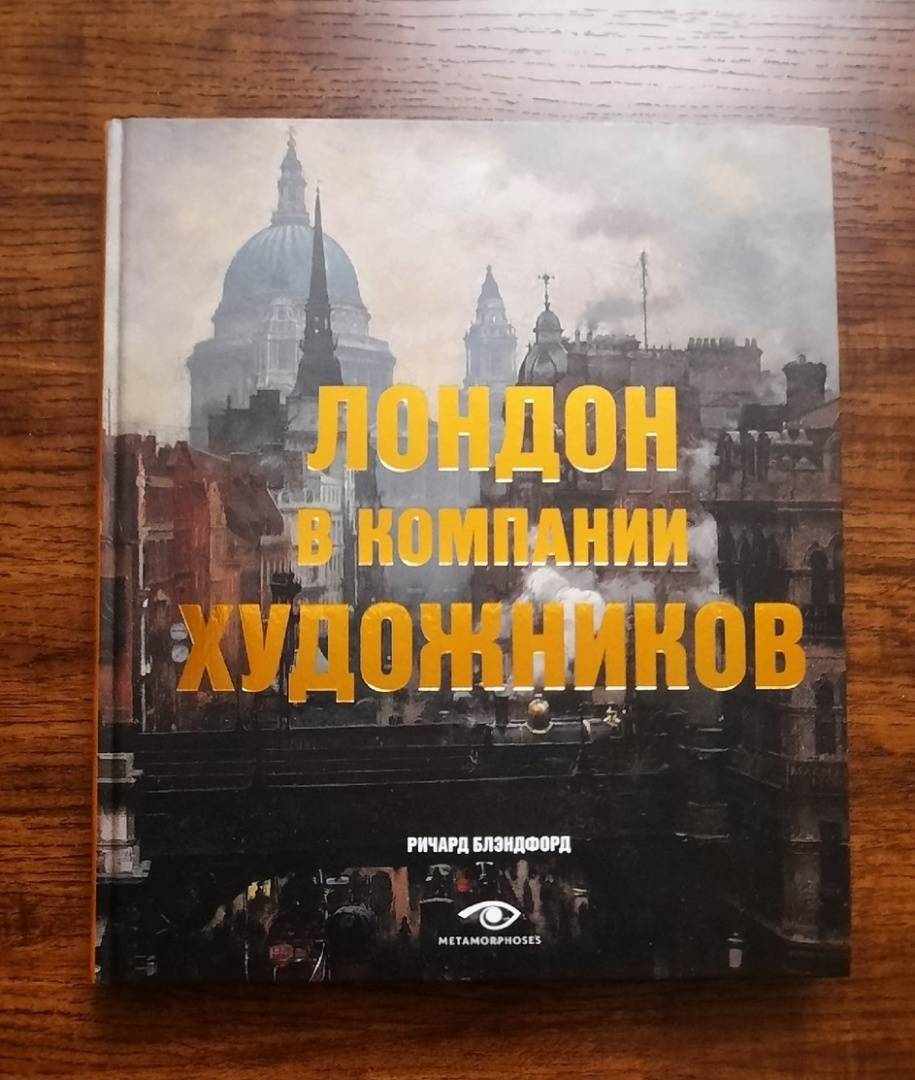 ЛОНДОН
В КОМПАНИИ
ХУДОЖНИКОВ
РИЧАРД БЛЭНДФОРД
METAMORPHOSES